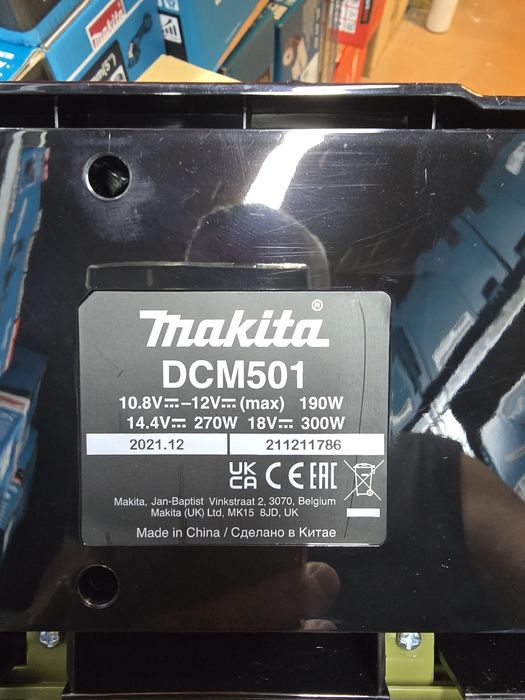 makita
makita®
DCM501
10.8V⎓–12V⎓(max) 190W
14.4V⎓ 270W 18V⎓ 300W
2021.12 211211786
UK CA CE EAC
Makita, Jan-Baptist Vinkstraat 2, 3070, Belgium
Makita (UK) Ltd, MK15 8JD, UK
Made in China / Сделано в Китае